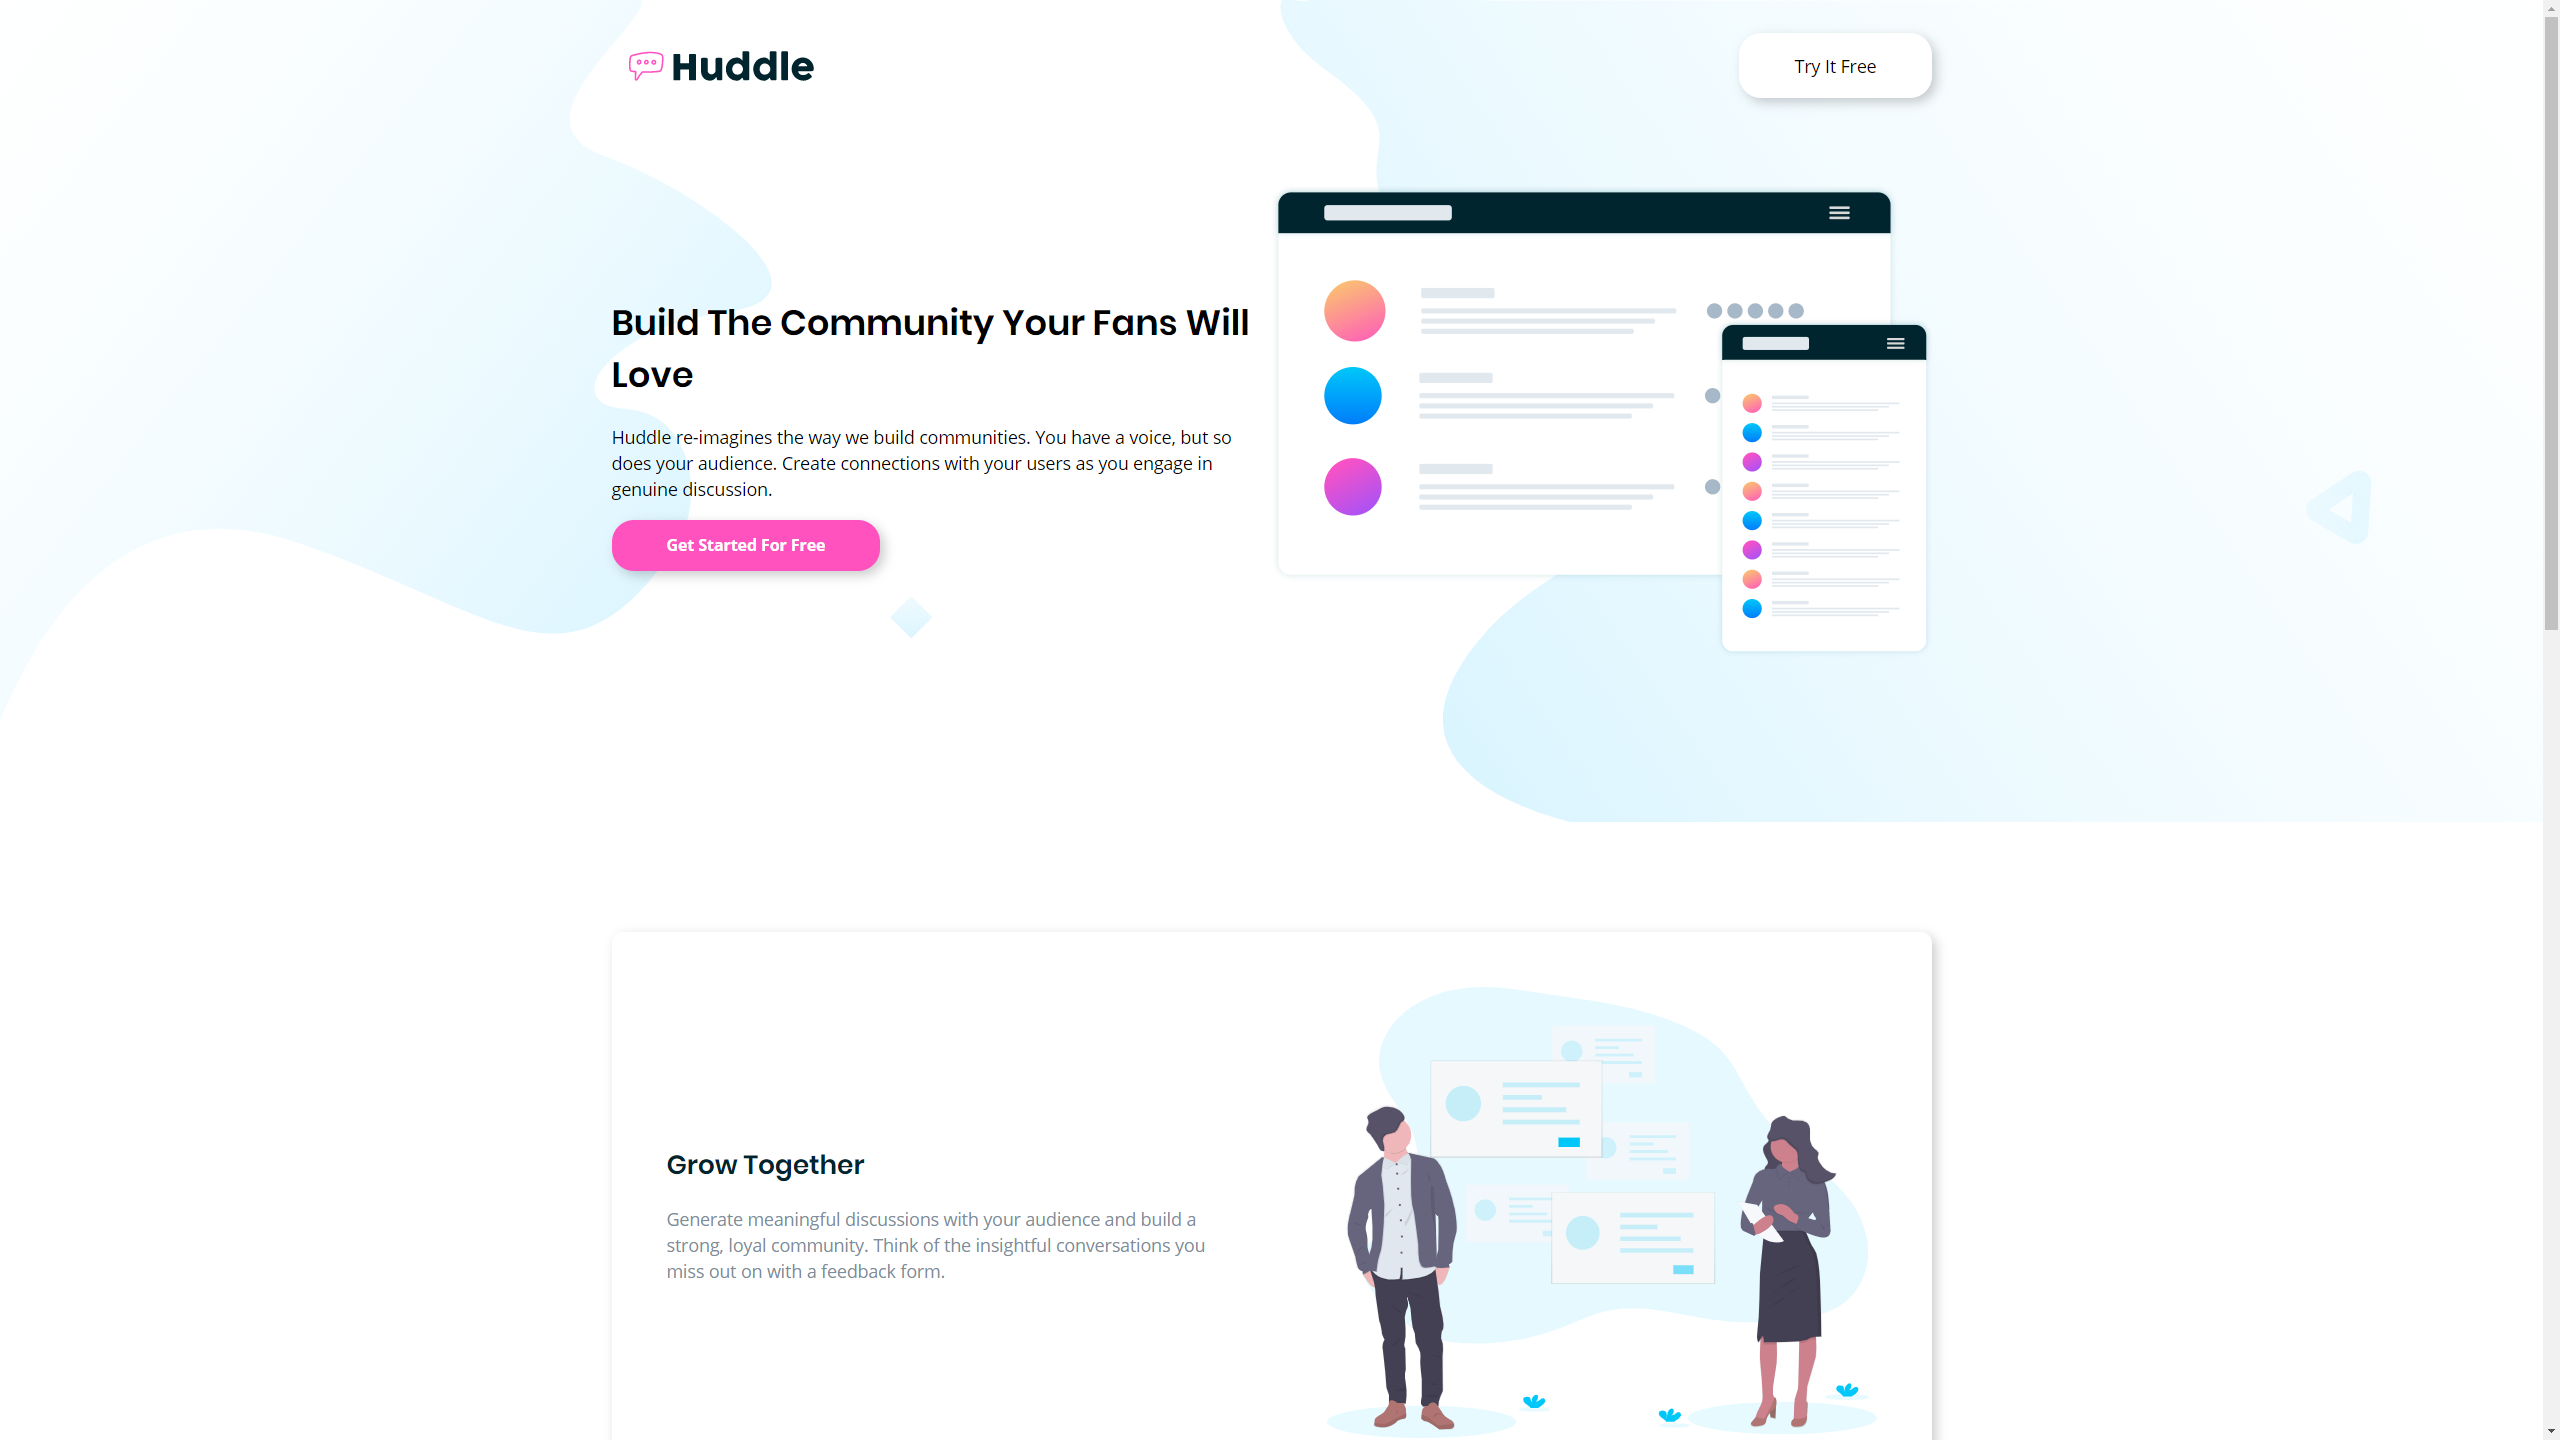 Huddle
Try It Free
Build The Community Your Fans Will
Love
Huddle re-imagines the way we build communities. You have a voice, but so
does your audience. Create connections with your users as you engage in
genuine discussion.
Get Started For Free
Grow Together
Generate meaningful discussions with your audience and build a
strong, loyal community. Think of the insightful conversations you
miss out on with a feedback form.